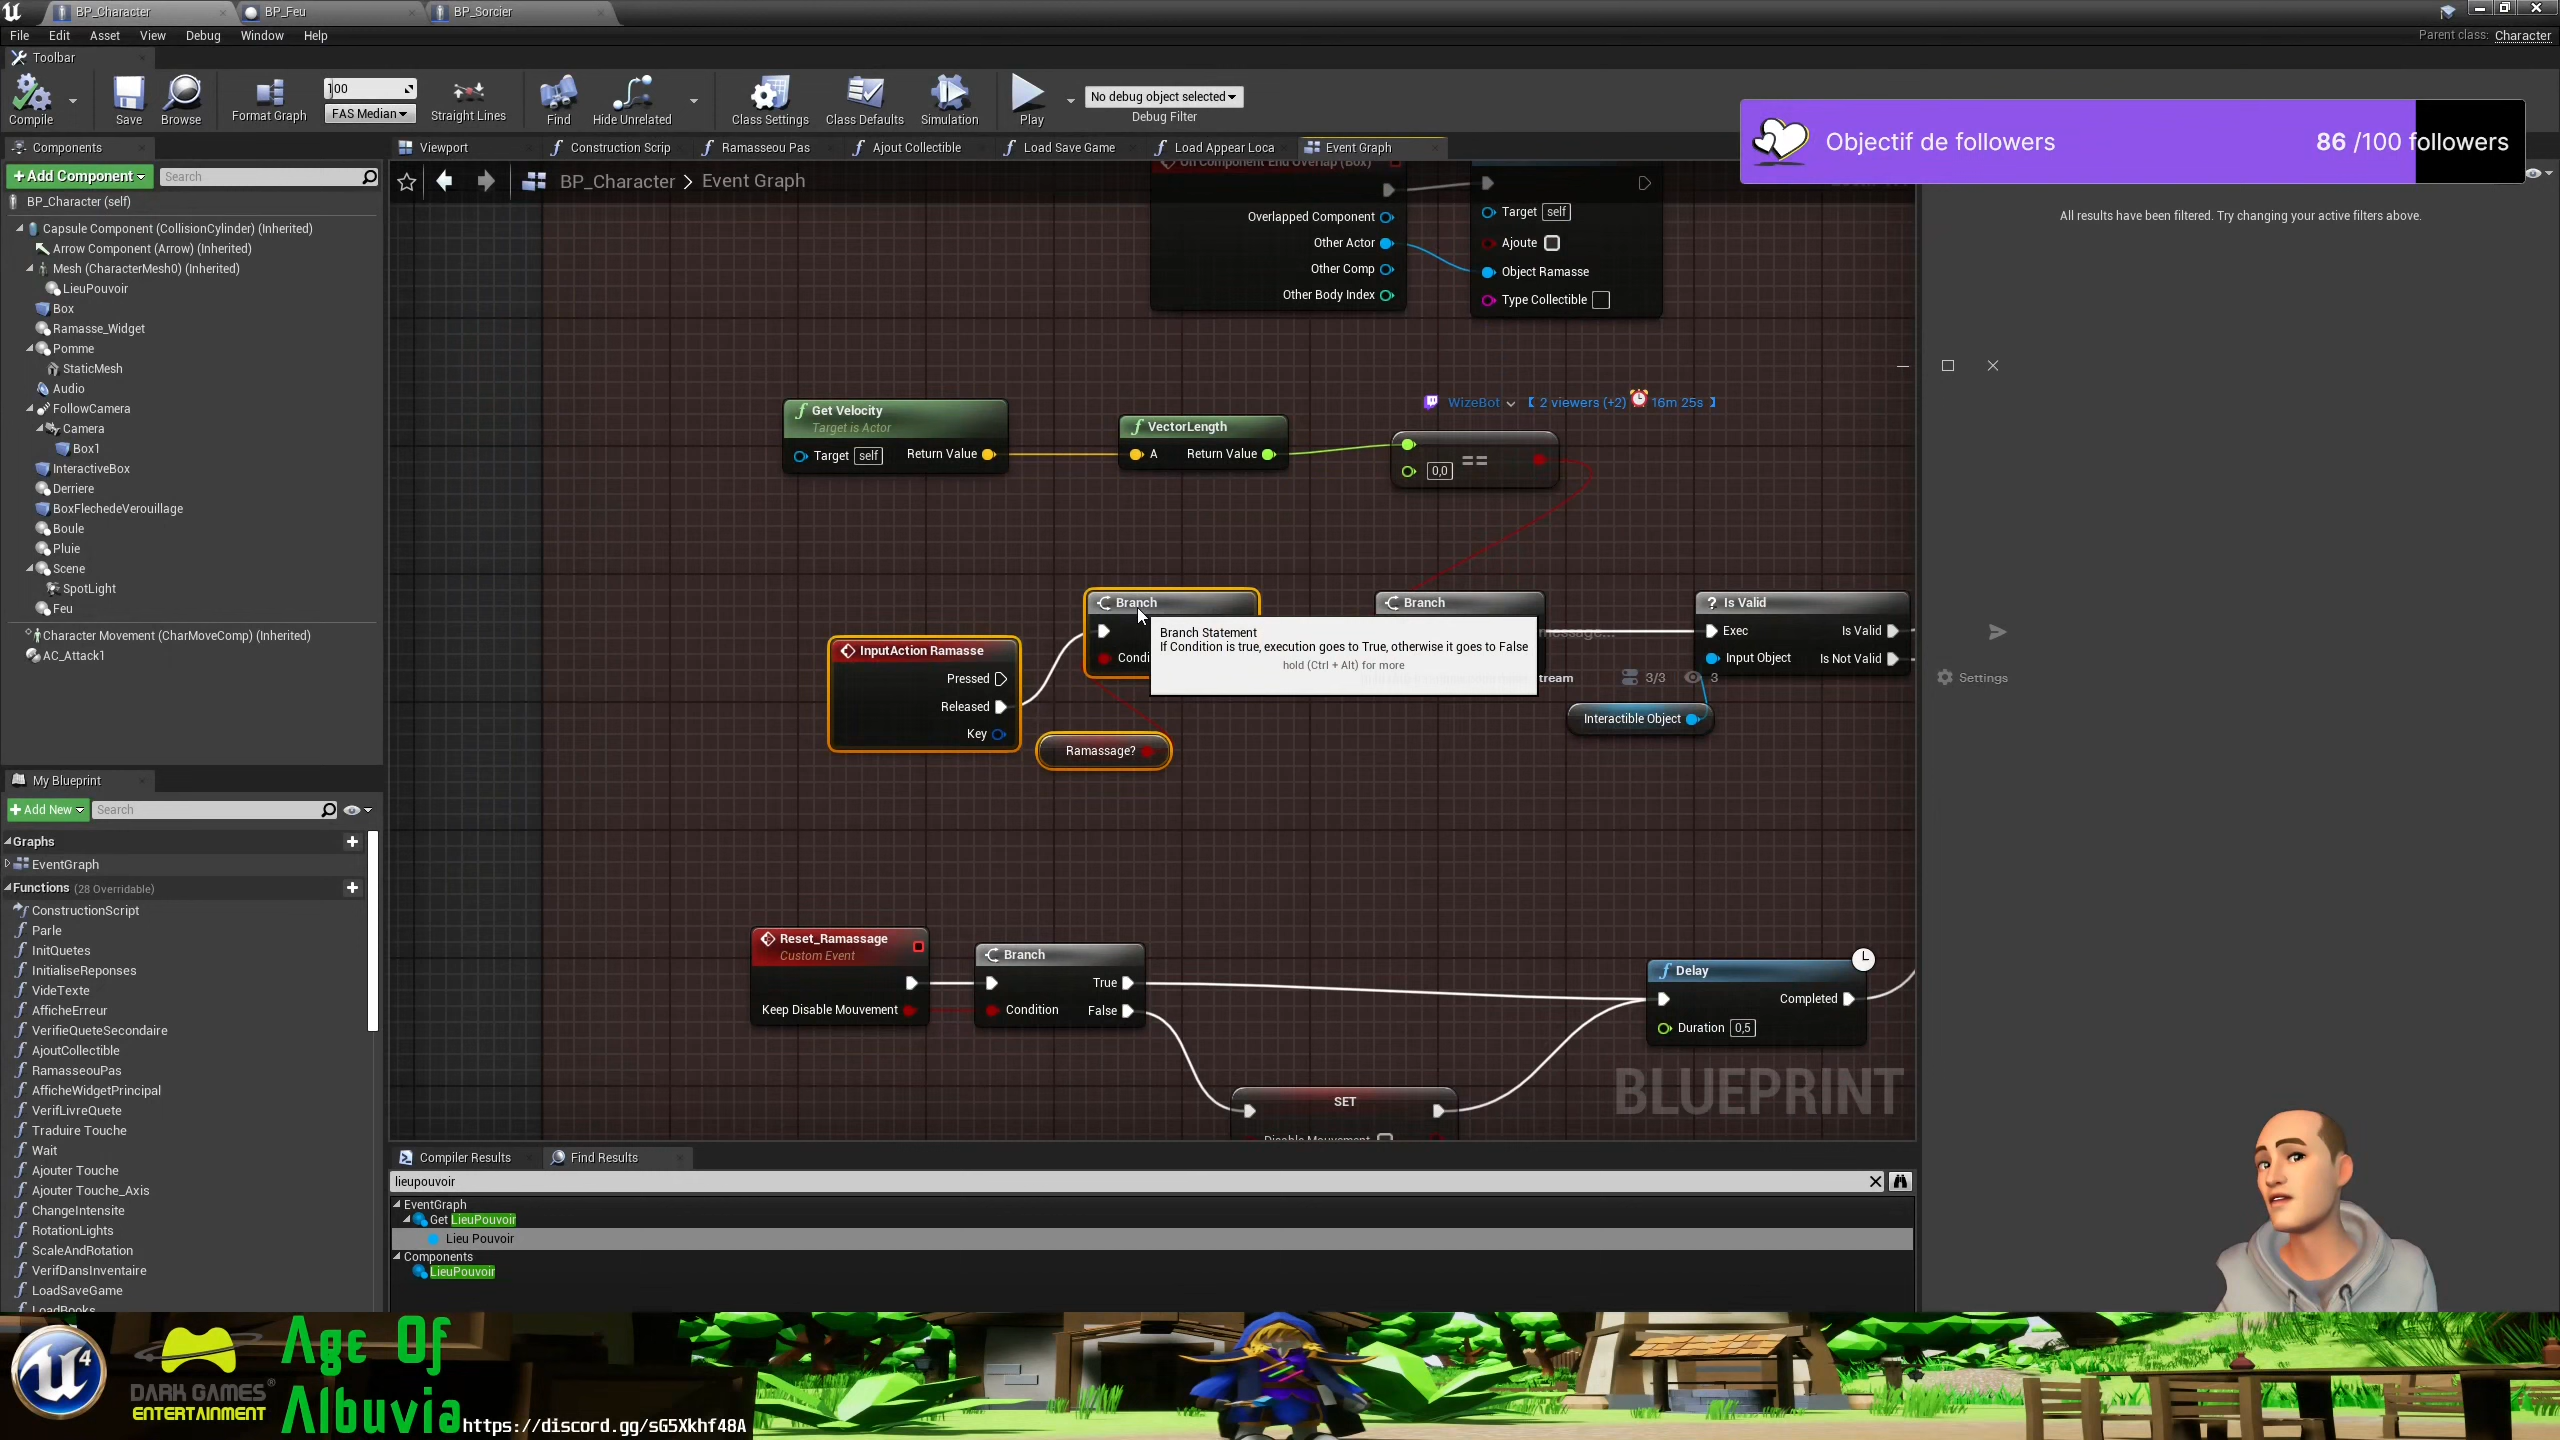 BP_Character
BP_Feu
BP_Sorcier
File Edit Asset View Debug Window Help
Parent class: Character
Toolbar
Compile
Save
Browse
Format Graph
100
FAS Median
Straight Lines
Find
Hide Unrelated
Class Settings
Class Defaults
Simulation
Play
No debug object selected
Debug Filter
Objectif de followers
86 /100 followers
Components
+Add Component
Search
BP_Character (self)
Capsule Component (CollisionCylinder) (Inherited)
Arrow Component (Arrow) (Inherited)
Mesh (CharacterMesh0) (Inherited)
LieuPouvoir
Box
Ramasse_Widget
Pomme
StaticMesh
Audio
FollowCamera
Camera
Box1
InteractiveBox
Derriere
BoxFlechedeVerouillage
Boule
Pluie
Scene
SpotLight
Feu
Character Movement (CharMoveComp) (Inherited)
AC_Attack1
My Blueprint
+Add New
Search
Graphs
EventGraph
Functions (28 Overridable)
ConstructionScript
Parle
InitQuetes
InitialiseReponses
VideTexte
AfficheErreur
VerifieQueteSecondaire
AjoutCollectible
RamasseouPas
AfficheWidgetPrincipal
VerifLivreQuete
Traduire Touche
Wait
Ajouter Touche
Ajouter Touche_Axis
ChangeIntensite
RotationLights
ScaleAndRotation
VerifDansInventaire
LoadSaveGame
LoadBooks
Viewport
Construction Scrip
Ramasseou Pas
Ajout Collectible
Load Save Game
Load Appear Loca
Event Graph
BP_Character > Event Graph
On Component End Overlap (Box)
Overlapped Component
Other Actor
Other Comp
Other Body Index
Target self
Ajoute
Object Ramasse
Type Collectible
All results have been filtered. Try changing your active filters above.
WizeBot
2 viewers (+2)
16m 25s
Get Velocity
Target is Actor
Target self
Return Value
VectorLength
A
Return Value
0,0
==
Branch
Condi
Branch Statement
If Condition is true, execution goes to True, otherwise it goes to False
hold (Ctrl + Alt) for more
Branch
Is Valid
Exec
Is Valid
Input Object
Is Not Valid
3/3
3
Settings
Interactible Object
InputAction Ramasse
Pressed
Released
Key
Ramassage?
Reset_Ramassage
Custom Event
Keep Disable Mouvement
Branch
True
Condition
False
SET
Disable Mouvement
Delay
Completed
Duration 0,5
BLUEPRINT
Compiler Results
Find Results
lieupouvoir
EventGraph
Get LieuPouvoir
Lieu Pouvoir
Components
LieuPouvoir
4
DARK GAMES
ENTERTAINMENT
Age Of
Albuvia
https://discord.gg/sG5Xkhf48A